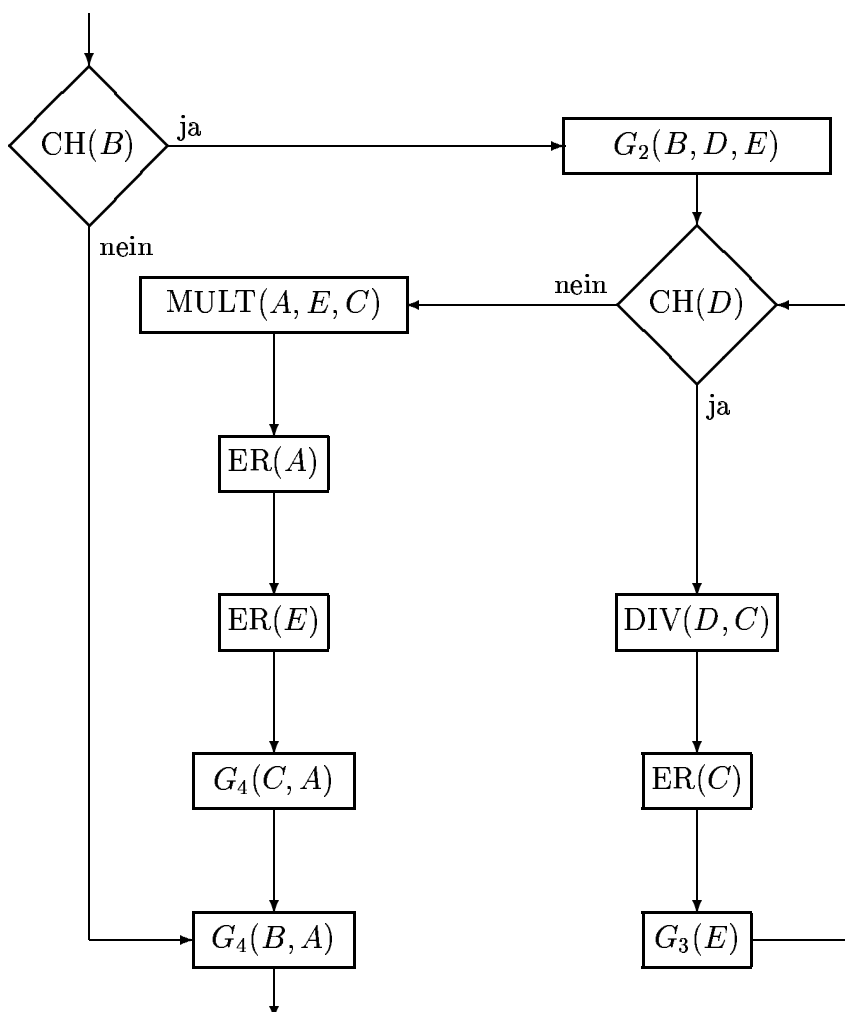 CH(B)
ja
G₂(B, D, E)
nein
MULT(A, E, C)
nein
CH(D)
ja
ER(A)
ER(E)
DIV(D, C)
G₄(C, A)
ER(C)
G₄(B, A)
G₃(E)